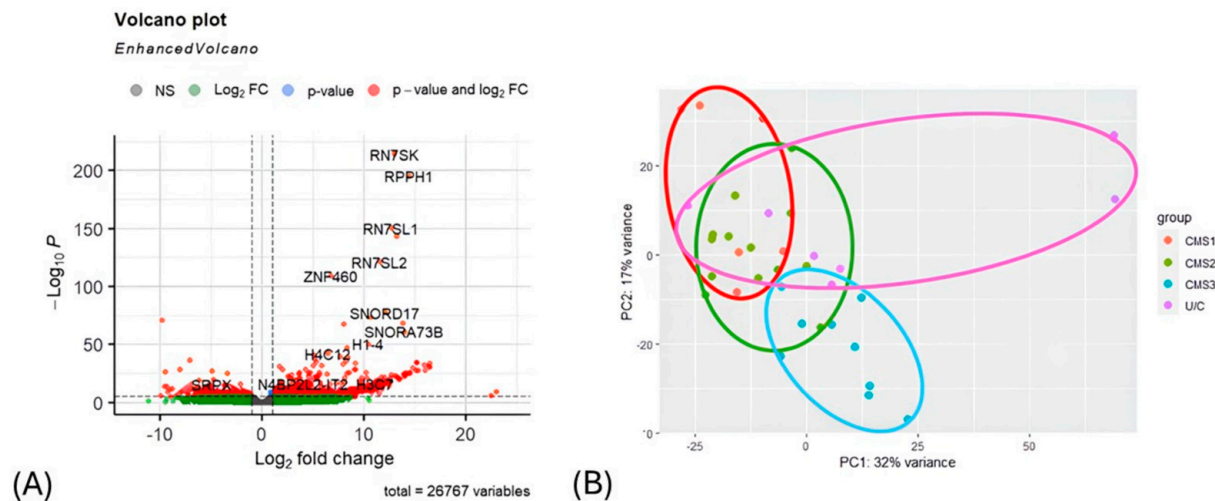 Volcano plot
EnhancedVolcano
NS Log2 FC p-value p – value and log2 FC
–Log10 P
200
150
100
50
0
RN7SK
RPPH1
RN7SL1
RN7SL2
ZNF460
SNORD17
SNORA73B
H1-4
H4C12
SRPX N4BP2L2-IT2 H3C7
-10 0 10 20
Log2 fold change
total = 26767 variables
(A)
PC2: 17% variance
20
0
-20
-25 0 25 50
PC1: 32% variance
group
CMS1
CMS2
CMS3
U/C
(B)